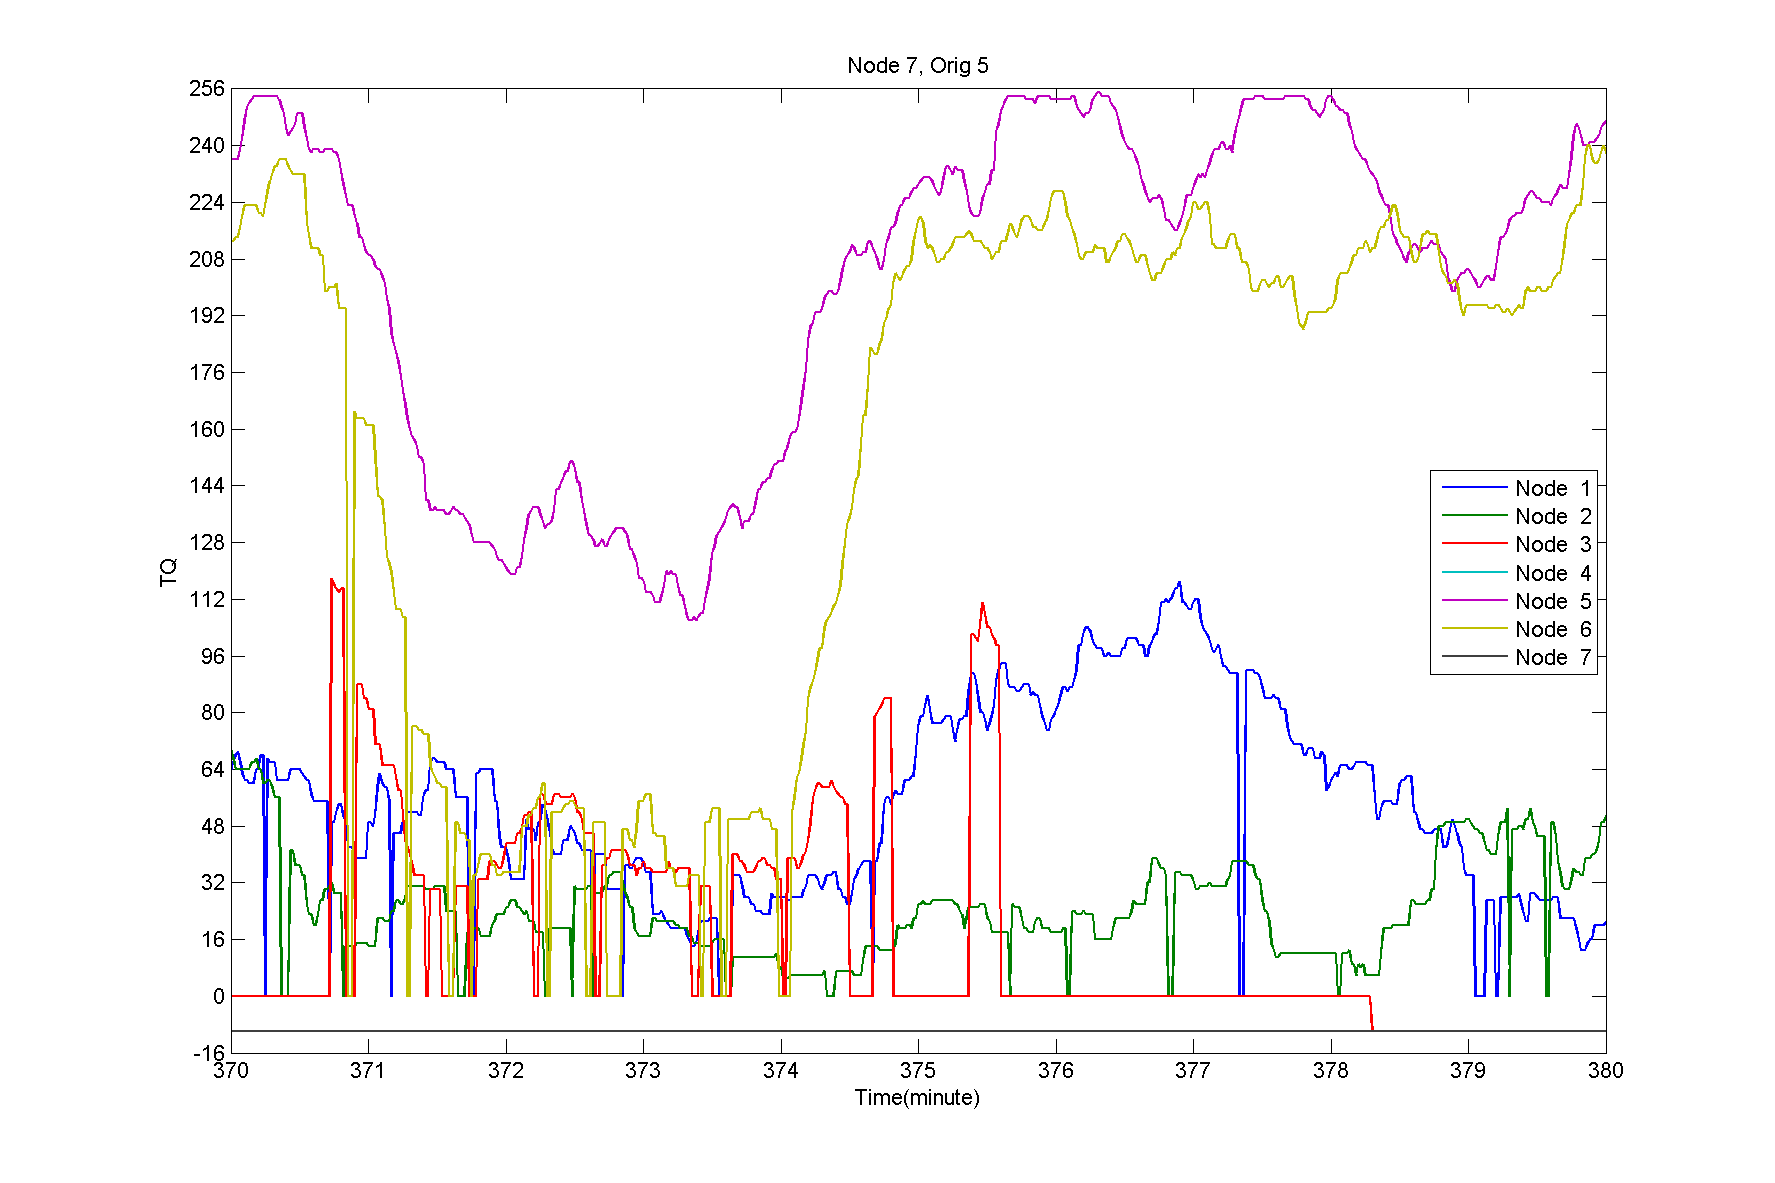 Node 7, Orig 5
256
240
224
208
192
176
160
144
128
112
96
80
64
48
32
16
0
-16
TQ
370 371 372 373 374 375 376 377 378 379 380
Time(minute)
Node 1
Node 2
Node 3
Node 4
Node 5
Node 6
Node 7